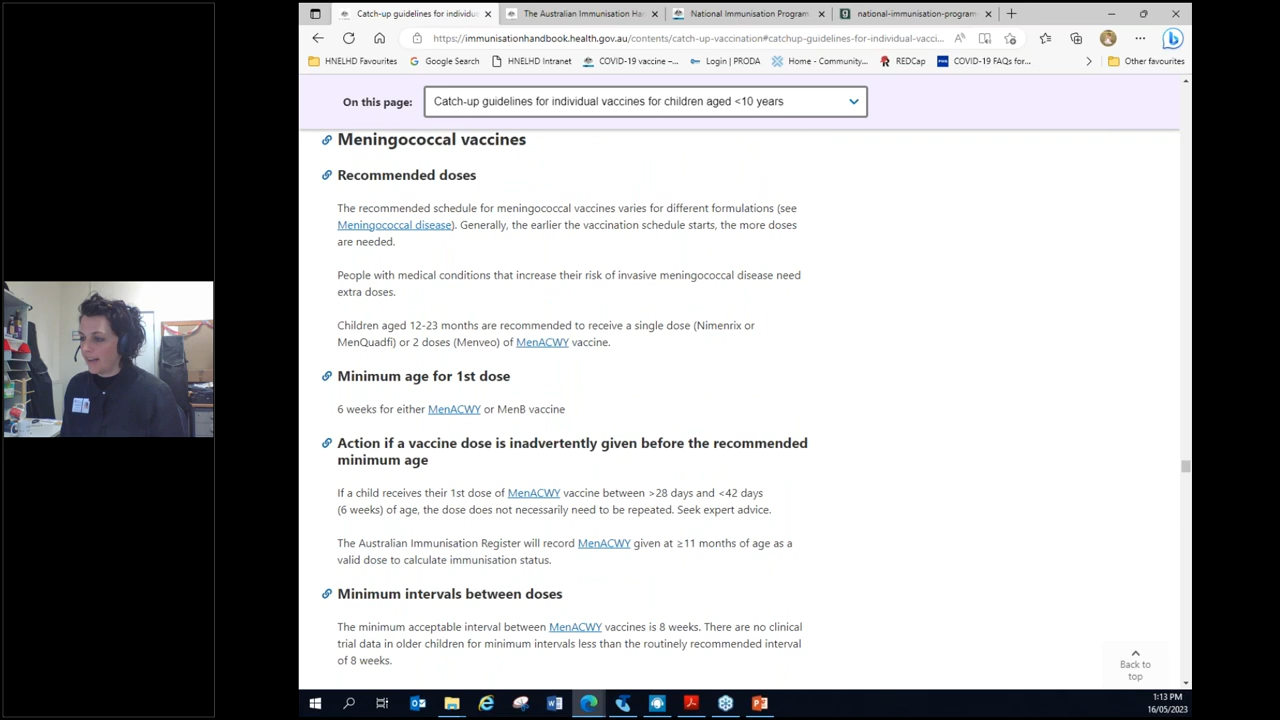 Catch-up guidelines for individu
The Australian Immunisation Ha
National Immunisation Program
national-immunisation-program
https://immunisationhandbook.health.gov.au/contents/catch-up-vaccination#catchup-guidelines-for-individual-vacci...
HNELHD Favourites
Google Search
HNELHD Intranet
COVID-19 vaccine –...
Login | PRODA
Home - Community...
REDCap
COVID-19 FAQs for...
Other favourites
On this page:
Catch-up guidelines for individual vaccines for children aged <10 years
Meningococcal vaccines
Recommended doses
The recommended schedule for meningococcal vaccines varies for different formulations (see
Meningococcal disease). Generally, the earlier the vaccination schedule starts, the more doses
are needed.
People with medical conditions that increase their risk of invasive meningococcal disease need
extra doses.
Children aged 12-23 months are recommended to receive a single dose (Nimenrix or
MenQuadfi) or 2 doses (Menveo) of MenACWY vaccine.
Minimum age for 1st dose
6 weeks for either MenACWY or MenB vaccine
Action if a vaccine dose is inadvertently given before the recommended
minimum age
If a child receives their 1st dose of MenACWY vaccine between >28 days and <42 days
(6 weeks) of age, the dose does not necessarily need to be repeated. Seek expert advice.
The Australian Immunisation Register will record MenACWY given at ≥11 months of age as a
valid dose to calculate immunisation status.
Minimum intervals between doses
The minimum acceptable interval between MenACWY vaccines is 8 weeks. There are no clinical
trial data in older children for minimum intervals less than the routinely recommended interval
of 8 weeks.
Back to
top
1:13 PM
16/05/2023